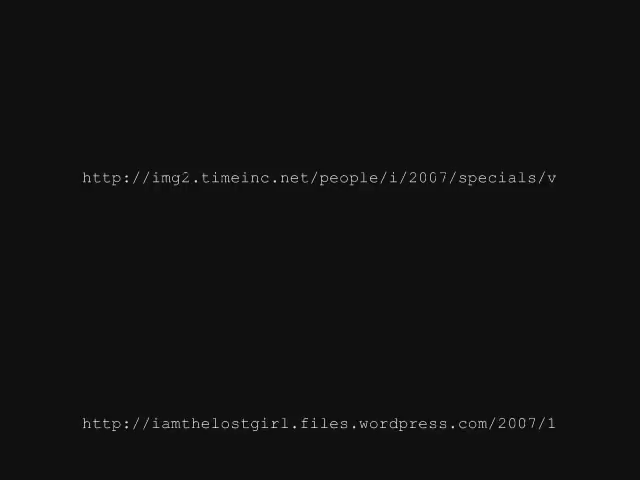 http://img2.timeinc.net/people/i/2007/specials/v
http://iamthelostgirl.files.wordpress.com/2007/1